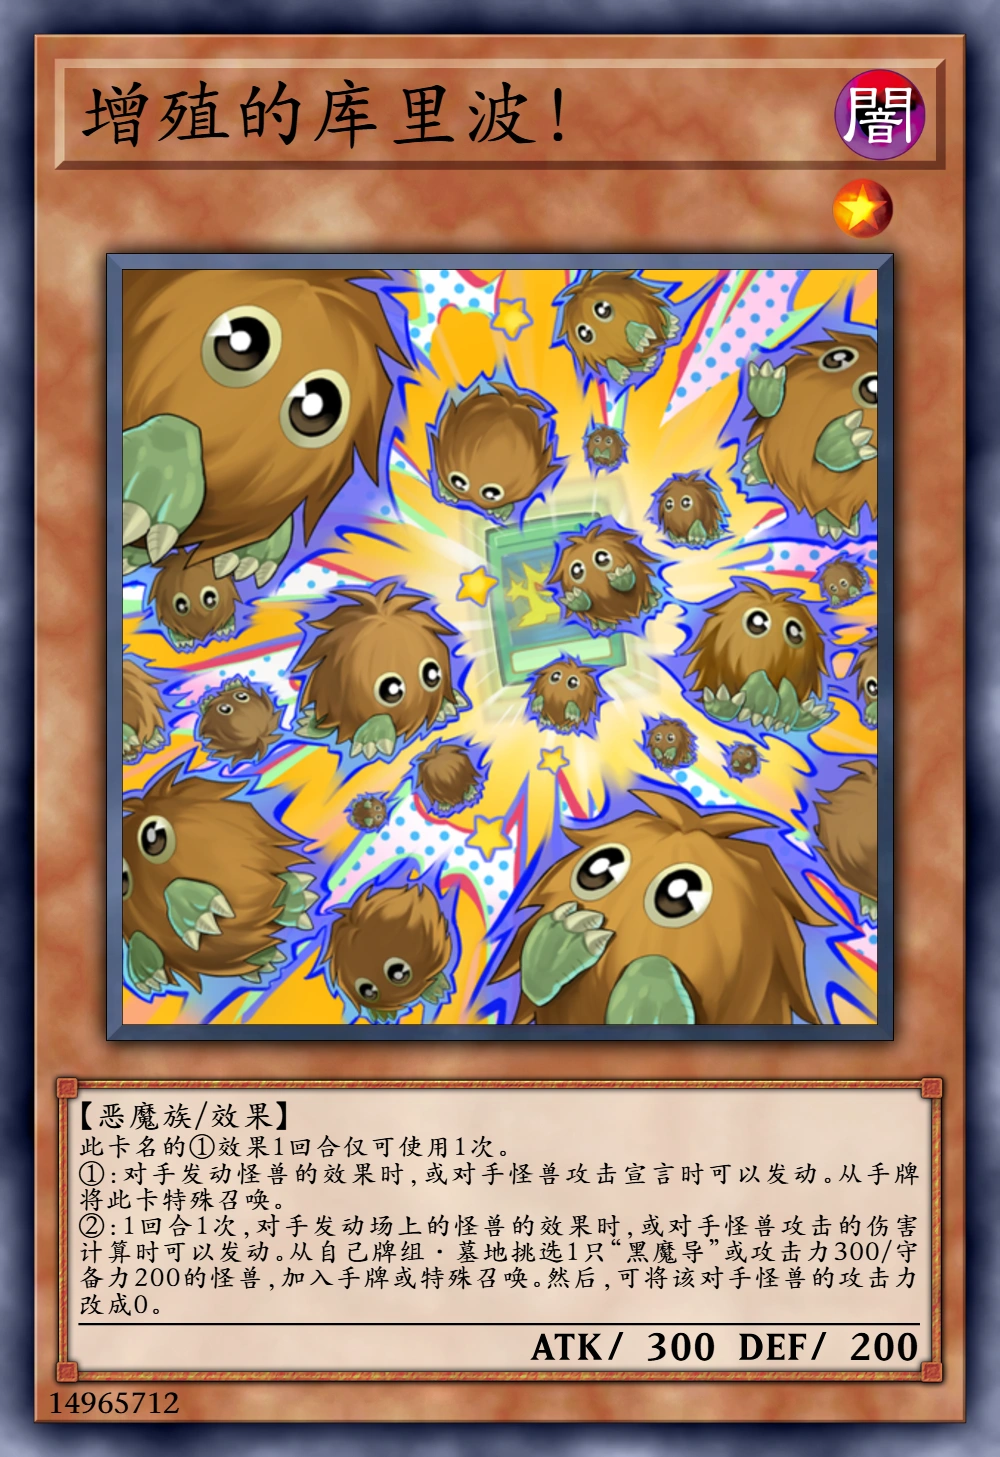 增殖的库里波！
闇
【恶魔族/效果】
此卡名的①效果1回合仅可使用1次。
①：对手发动怪兽的效果时，或对手怪兽攻击宣言时可以发动。从手牌
将此卡特殊召唤。
②：1回合1次，对手发动场上的怪兽的效果时，或对手怪兽攻击的伤害
计算时可以发动。从自己牌组・墓地挑选1只“黑魔导”或攻击力300/守
备力200的怪兽，加入手牌或特殊召唤。然后，可将该对手怪兽的攻击力
改成0。
ATK/ 300 DEF/ 200
14965712